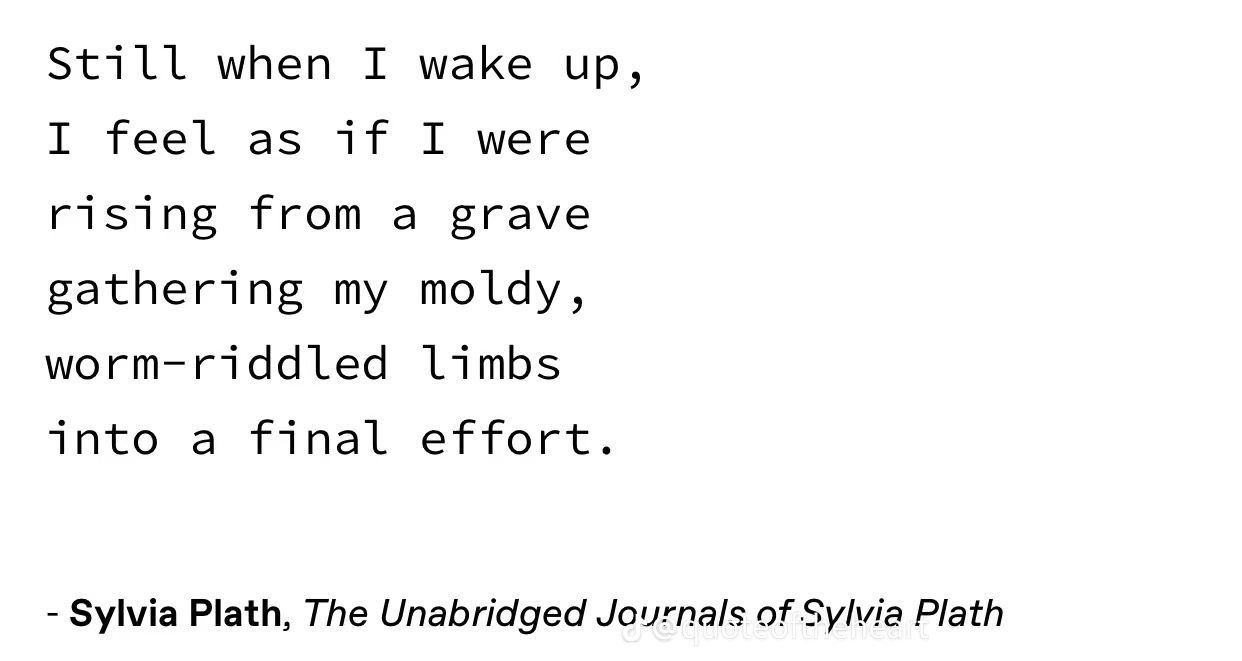 Still when I wake up,
I feel as if I were
rising from a grave
gathering my moldy,
worm-riddled limbs
into a final effort.
- Sylvia Plath, The Unabridged Journals of Sylvia Plath
@quoteoftheheart